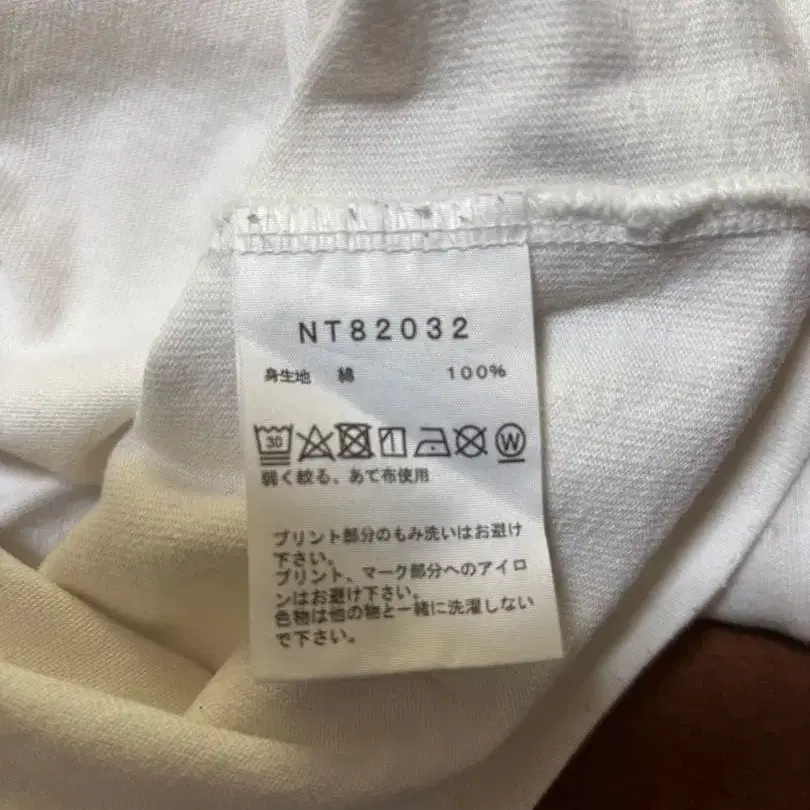 NT82032
身生地 綿 100%
30 W
弱く絞る、あて布使用
プリント部分のもみ洗いはお避け
下さい。
プリント、マーク部分へのアイロ
ンはお避け下さい。
色物は他の物と一緒に洗濯しない
で下さい。